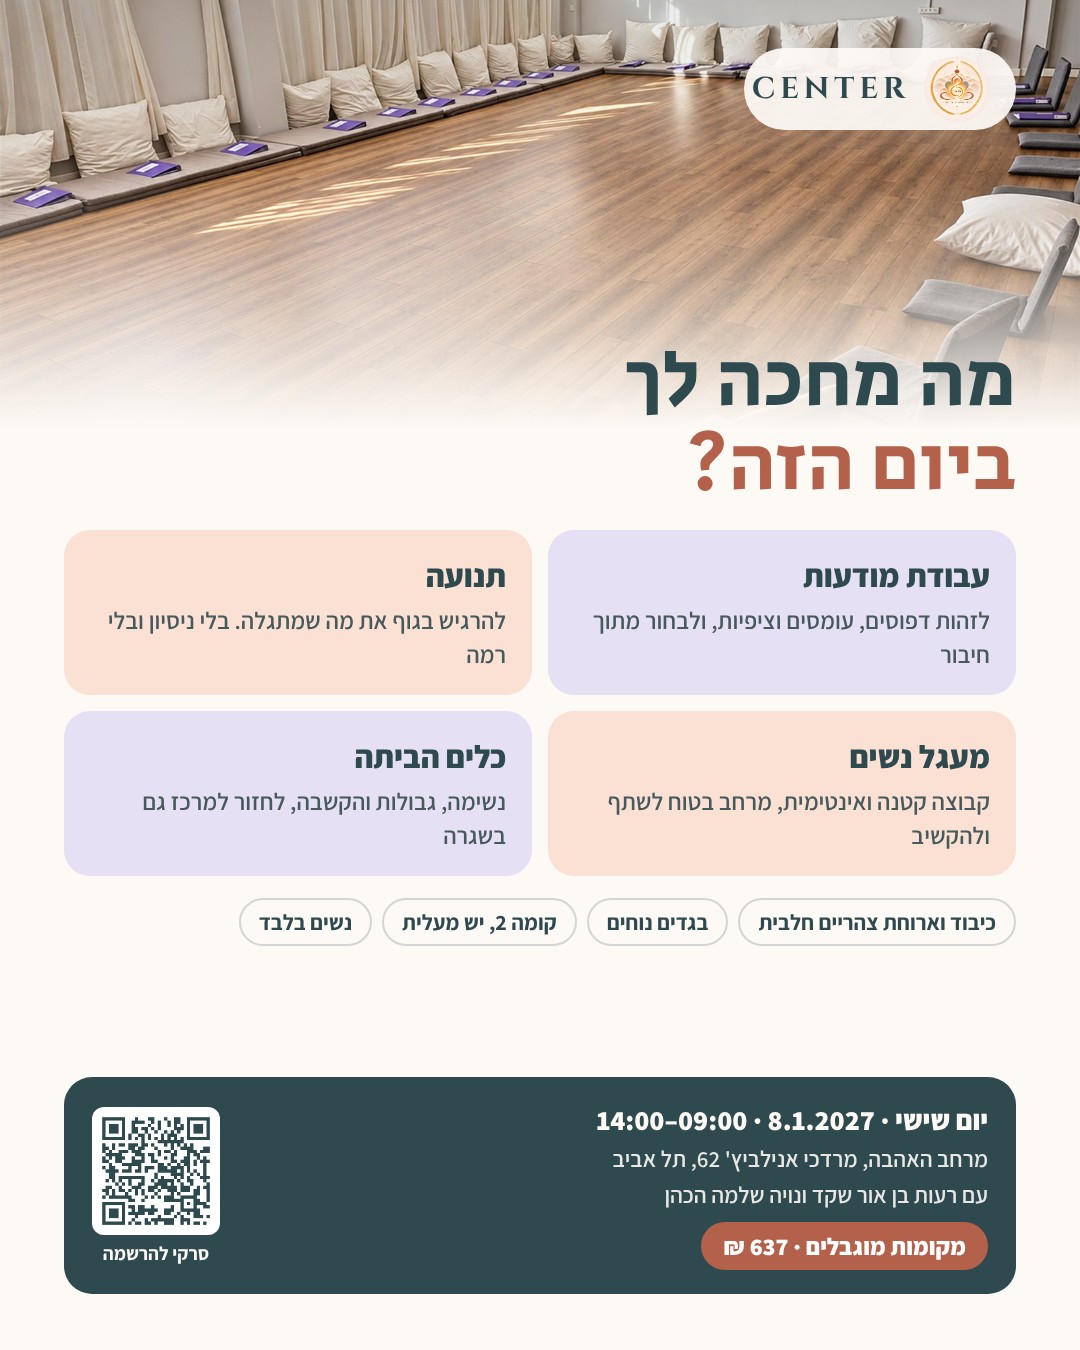 CENTER
מה מחכה לך
ביום הזה?
עבודת מודעות
לזהות דפוסים, עומסים וציפיות, ולבחור מתוך
חיבור
תנועה
להרגיש בגוף את מה שמתגלה. בלי ניסיון ובלי
רמה
מעגל נשים
קבוצה קטנה ואינטימית, מרחב בטוח לשתף
ולהקשיב
כלים הביתה
נשימה, גבולות והקשבה, לחזור למרכז גם
בשגרה
כיבוד וארוחת צהריים חלבית
בגדים נוחים
קומה 2, יש מעלית
נשים בלבד
יום שישי · 8.1.2027 · 09:00–14:00
מרחב האהבה, מרדכי אנילביץ' 62, תל אביב
עם רעות בן אור שקד ונויה שלמה הכהן
מקומות מוגבלים · 637 ₪
סרקי להרשמה